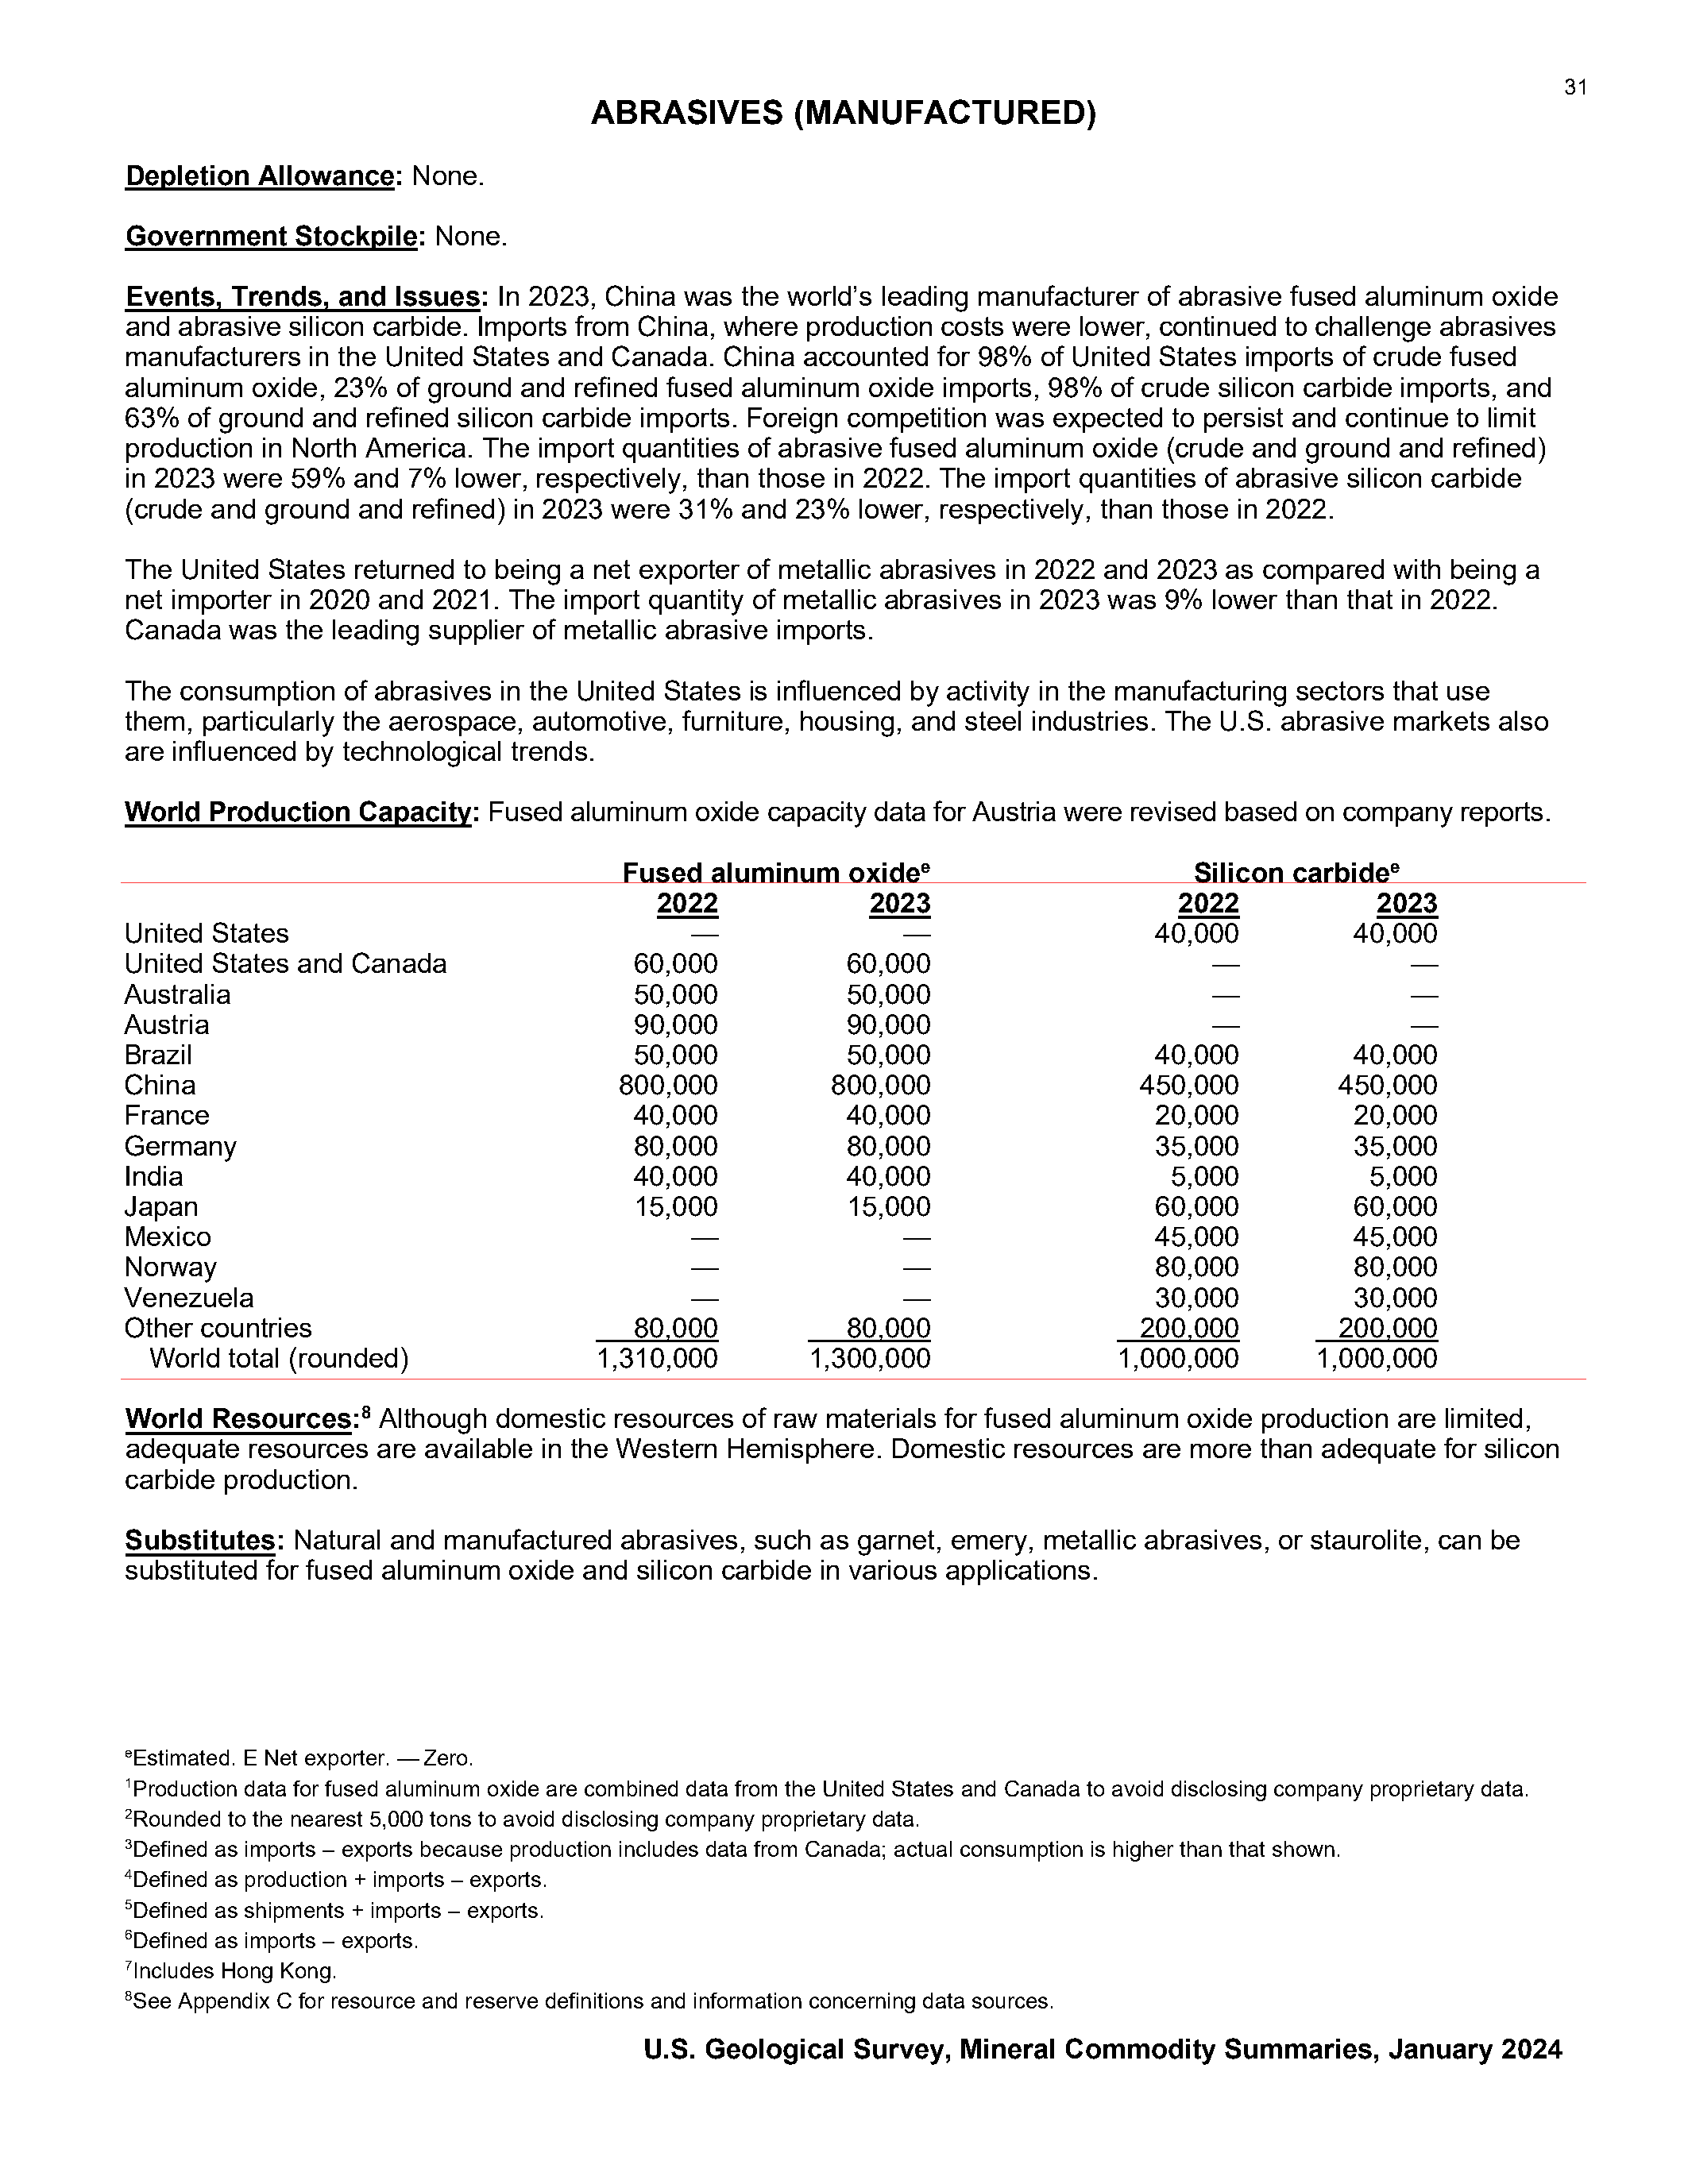 31
ABRASIVES (MANUFACTURED)
Depletion Allowance: None.
Government Stockpile: None.
Events, Trends, and Issues: In 2023, China was the world’s leading manufacturer of abrasive fused aluminum oxide
and abrasive silicon carbide. Imports from China, where production costs were lower, continued to challenge abrasives
manufacturers in the United States and Canada. China accounted for 98% of United States imports of crude fused
aluminum oxide, 23% of ground and refined fused aluminum oxide imports, 98% of crude silicon carbide imports, and
63% of ground and refined silicon carbide imports. Foreign competition was expected to persist and continue to limit
production in North America. The import quantities of abrasive fused aluminum oxide (crude and ground and refined)
in 2023 were 59% and 7% lower, respectively, than those in 2022. The import quantities of abrasive silicon carbide
(crude and ground and refined) in 2023 were 31% and 23% lower, respectively, than those in 2022.
The United States returned to being a net exporter of metallic abrasives in 2022 and 2023 as compared with being a
net importer in 2020 and 2021. The import quantity of metallic abrasives in 2023 was 9% lower than that in 2022.
Canada was the leading supplier of metallic abrasive imports.
The consumption of abrasives in the United States is influenced by activity in the manufacturing sectors that use
them, particularly the aerospace, automotive, furniture, housing, and steel industries. The U.S. abrasive markets also
are influenced by technological trends.
World Production Capacity: Fused aluminum oxide capacity data for Austria were revised based on company reports.
Fused aluminum oxideᵉ Silicon carbideᵉ
2022 2023 2022 2023
United States — — 40,000 40,000
United States and Canada 60,000 60,000 — —
Australia 50,000 50,000 — —
Austria 90,000 90,000 — —
Brazil 50,000 50,000 40,000 40,000
China 800,000 800,000 450,000 450,000
France 40,000 40,000 20,000 20,000
Germany 80,000 80,000 35,000 35,000
India 40,000 40,000 5,000 5,000
Japan 15,000 15,000 60,000 60,000
Mexico — — 45,000 45,000
Norway — — 80,000 80,000
Venezuela — — 30,000 30,000
Other countries 80,000 80,000 200,000 200,000
World total (rounded) 1,310,000 1,300,000 1,000,000 1,000,000
World Resources:⁸ Although domestic resources of raw materials for fused aluminum oxide production are limited,
adequate resources are available in the Western Hemisphere. Domestic resources are more than adequate for silicon
carbide production.
Substitutes: Natural and manufactured abrasives, such as garnet, emery, metallic abrasives, or staurolite, can be
substituted for fused aluminum oxide and silicon carbide in various applications.
ᵉEstimated. E Net exporter. — Zero.
¹Production data for fused aluminum oxide are combined data from the United States and Canada to avoid disclosing company proprietary data.
²Rounded to the nearest 5,000 tons to avoid disclosing company proprietary data.
³Defined as imports – exports because production includes data from Canada; actual consumption is higher than that shown.
⁴Defined as production + imports – exports.
⁵Defined as shipments + imports – exports.
⁶Defined as imports – exports.
⁷Includes Hong Kong.
⁸See Appendix C for resource and reserve definitions and information concerning data sources.
U.S. Geological Survey, Mineral Commodity Summaries, January 2024